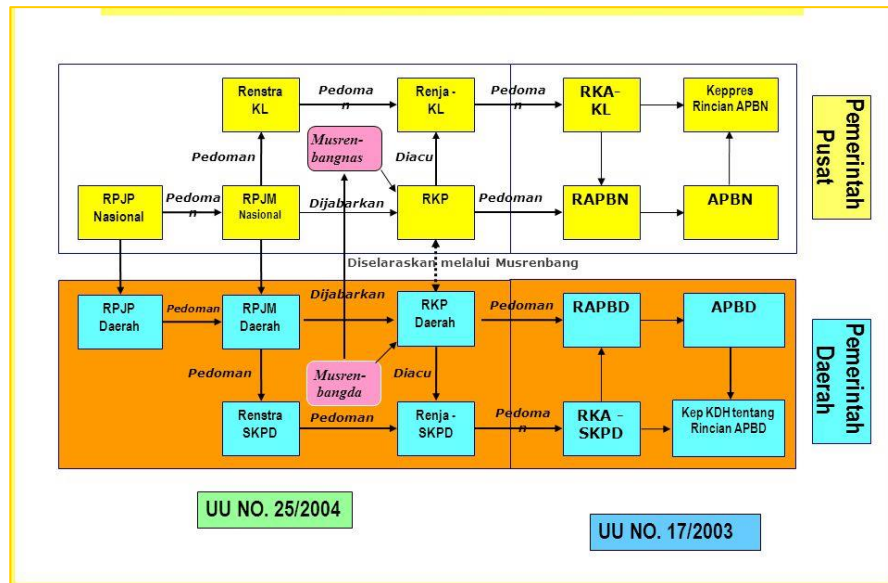 Renstra
KL
Pedoma
n
Renja -
KL
Pedoma
n
RKA-
KL
Keppres
Rincian APBN
Pemerintah
Pusat
Pedoman
Musren-
bangnas
Diacu
RPJP
Nasional
Pedoma
n
RPJM
Nasional
Dijabarkan
RKP
Pedoman
RAPBN
APBN
Diselaraskan melalui Musrenbang
RPJP
Daerah
Pedoman
RPJM
Daerah
Dijabarkan
RKP
Daerah
Pedoman
RAPBD
APBD
Pemerintah
Daerah
Pedoman
Musren-
bangda
Diacu
Renstra
SKPD
Pedoman
Renja -
SKPD
Pedoma
n
RKA -
SKPD
Kep KDH tentang
Rincian APBD
UU NO. 25/2004
UU NO. 17/2003